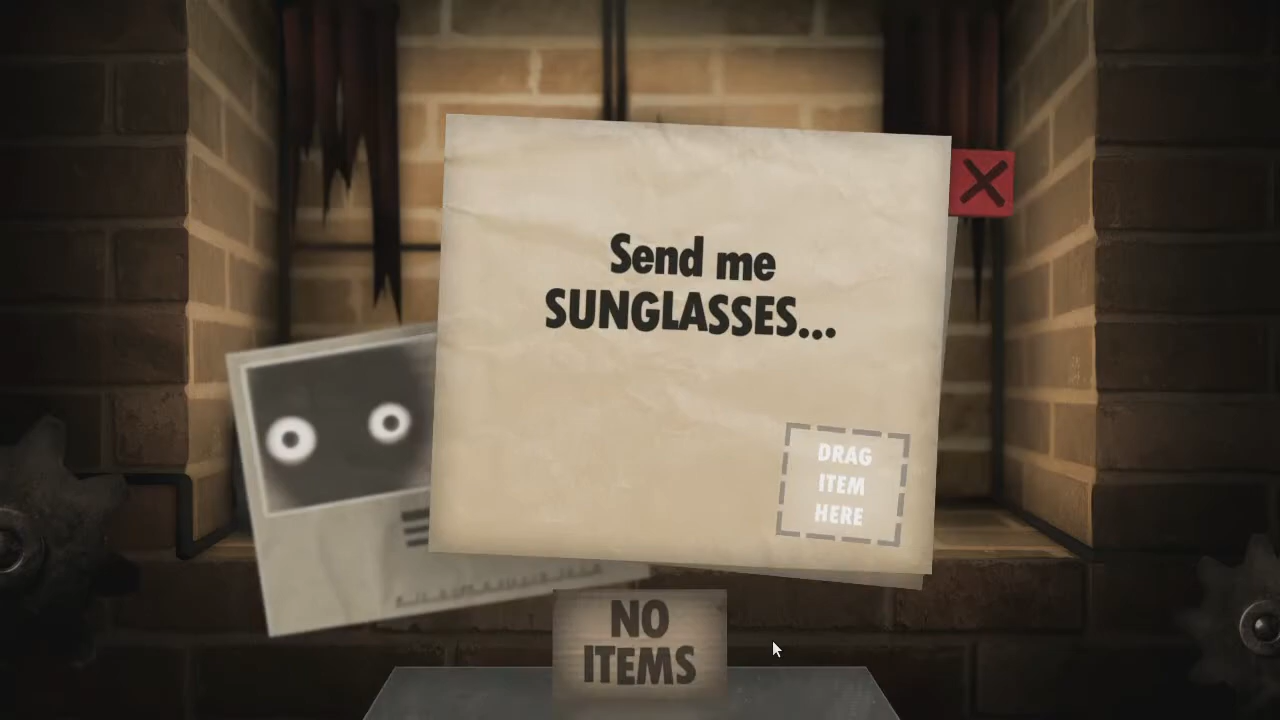 Send me
SUNGLASSES...
DRAG
ITEM
HERE
NO
ITEMS